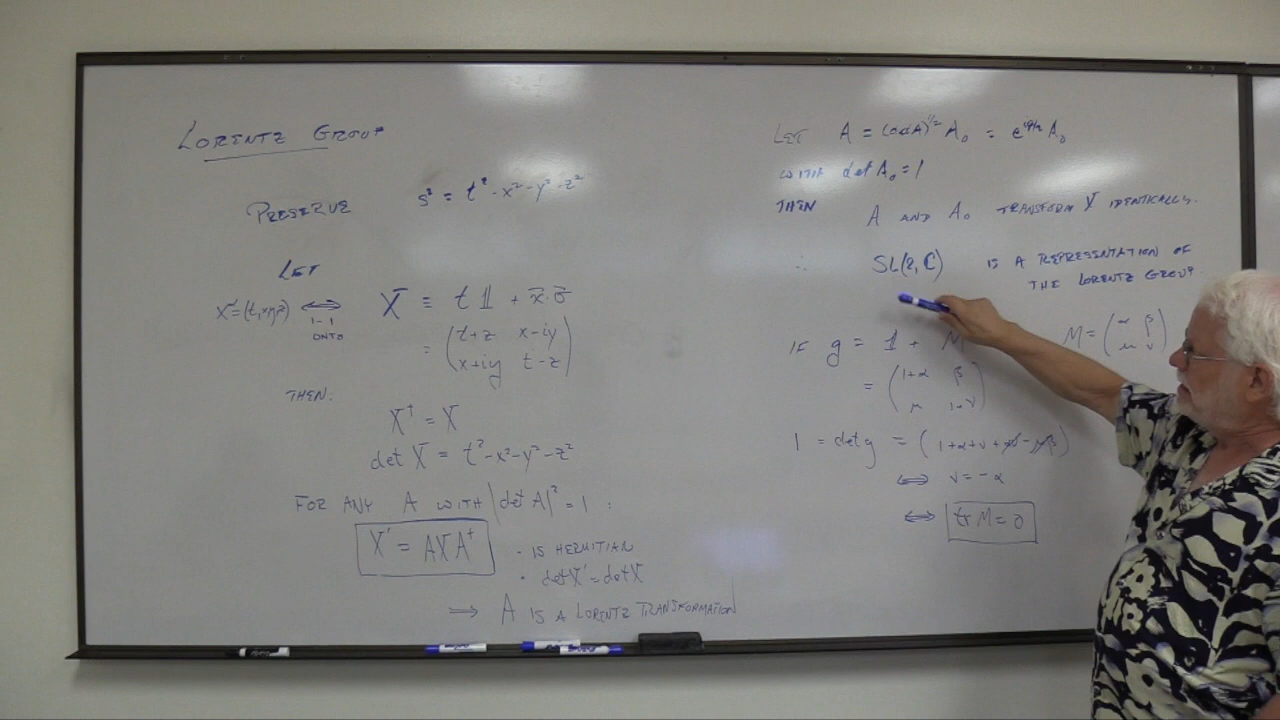 LORENTZ GROUP
PRESERVE s² = t² - x² - y² - z²
LET
X = (t,x,y,z) ⟺ X ≡ t𝟙 + x⃗·σ⃗
1-1
ONTO
= (t+z x-iy
x+iy t-z)
THEN:
X† = X
det X = t² - x² - y² - z²
FOR ANY A WITH |det A|² = 1 :
X' = AXA†
· IS HERMITIAN
· det X' = det X
⟹ A IS A LORENTZ TRANSFORMATION
LET A = (det A)^{1/2} A₀ = e^{iφ/2} A₀
WITH det A₀ = 1
THEN A AND A₀ TRANSFORM X IDENTICALLY.
∴ SL(2,ℂ) IS A REPRESENTATION OF
THE LORENTZ GROUP
IF g = 𝟙 + M M = (α β
μ ν)
= (1+α β
μ 1+ν)
1 = det g = (1+α+ν+αν-μβ)
⟺ ν = -α
⟺ tr M = 0